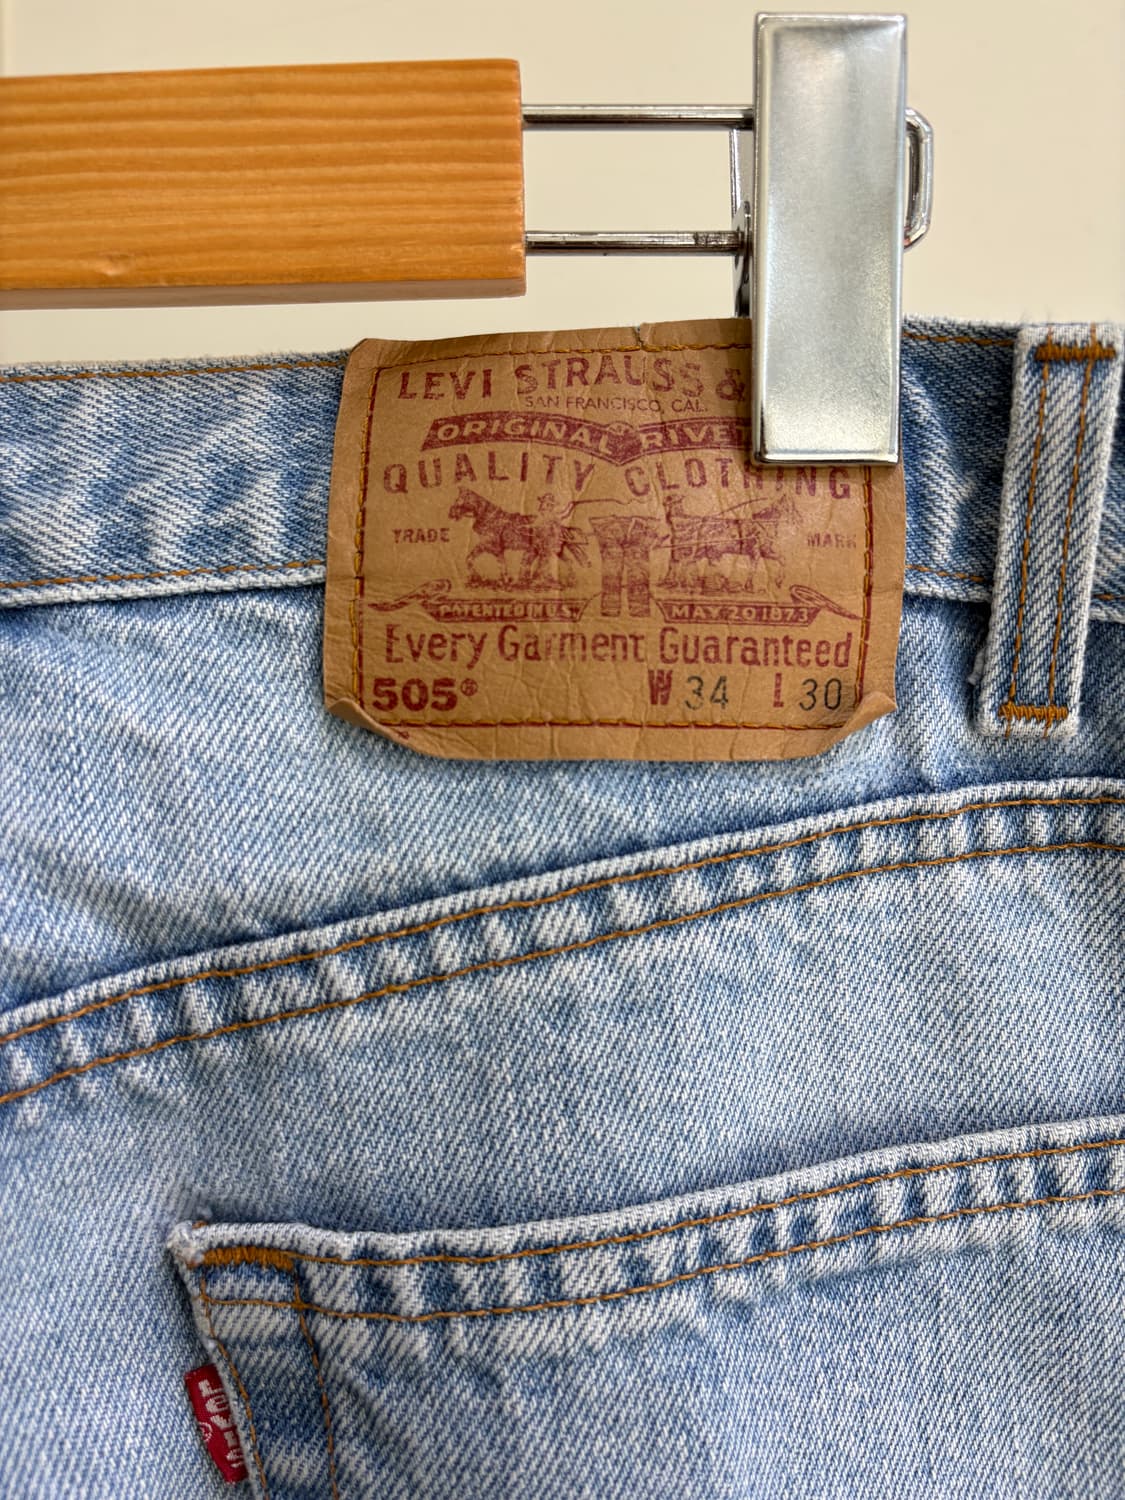 LEVI STRAUSS &
SAN FRANCISCO, CAL.
ORIGINAL RIVET
QUALITY CLOTHING
TRADE MARK
PATENTED IN U.S. MAY 20 1873
Every Garment Guaranteed
505® W 34 L 30
LEVI'S